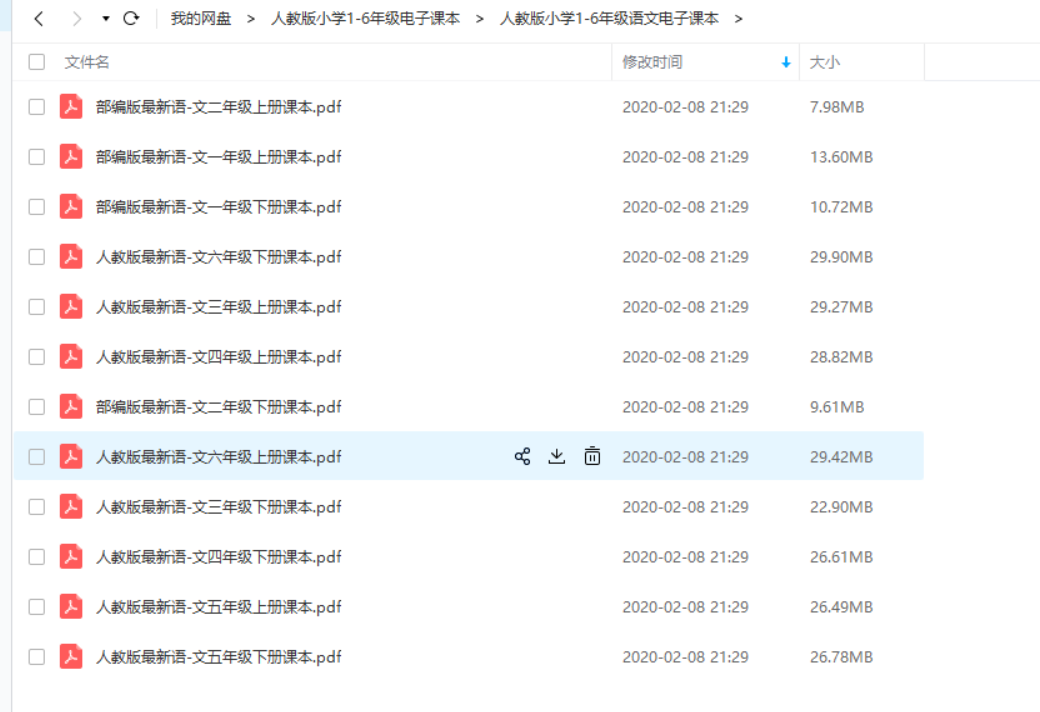 我的网盘 > 人教版小学1-6年级电子课本 > 人教版小学1-6年级语文电子课本 >
文件名 修改时间 大小
部编版最新语-文二年级上册课本.pdf 2020-02-08 21:29 7.98MB
部编版最新语-文一年级上册课本.pdf 2020-02-08 21:29 13.60MB
部编版最新语-文一年级下册课本.pdf 2020-02-08 21:29 10.72MB
人教版最新语-文六年级下册课本.pdf 2020-02-08 21:29 29.90MB
人教版最新语-文三年级上册课本.pdf 2020-02-08 21:29 29.27MB
人教版最新语-文四年级上册课本.pdf 2020-02-08 21:29 28.82MB
部编版最新语-文二年级下册课本.pdf 2020-02-08 21:29 9.61MB
人教版最新语-文六年级上册课本.pdf 2020-02-08 21:29 29.42MB
人教版最新语-文三年级下册课本.pdf 2020-02-08 21:29 22.90MB
人教版最新语-文四年级下册课本.pdf 2020-02-08 21:29 26.61MB
人教版最新语-文五年级上册课本.pdf 2020-02-08 21:29 26.49MB
人教版最新语-文五年级下册课本.pdf 2020-02-08 21:29 26.78MB